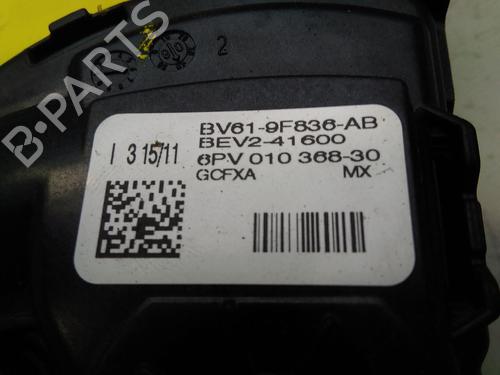 B-PARTS
2
BV61-9F836-AB
BEV2-41600
I 3 15/11
6PV 010 368-30
GCFXA MX